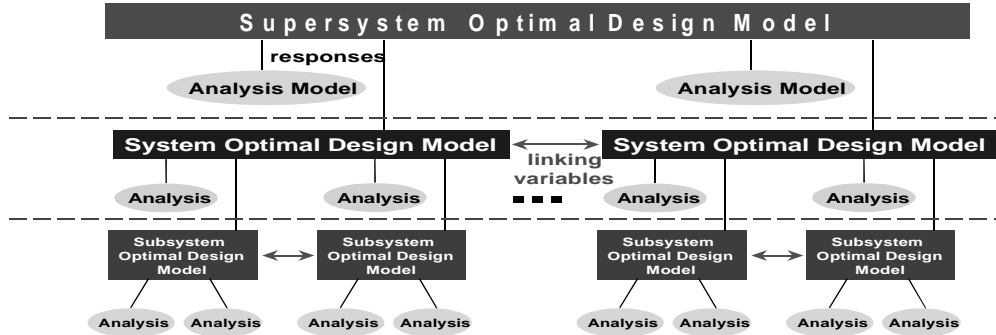 Supersystem Optimal Design Model
responses
Analysis Model
Analysis Model
System Optimal Design Model
System Optimal Design Model
linking
variables
Analysis
Analysis
Analysis
Analysis
Subsystem
Optimal Design
Model
Subsystem
Optimal Design
Model
Subsystem
Optimal Design
Model
Subsystem
Optimal Design
Model
Analysis
Analysis
Analysis
Analysis
Analysis
Analysis
Analysis
Analysis